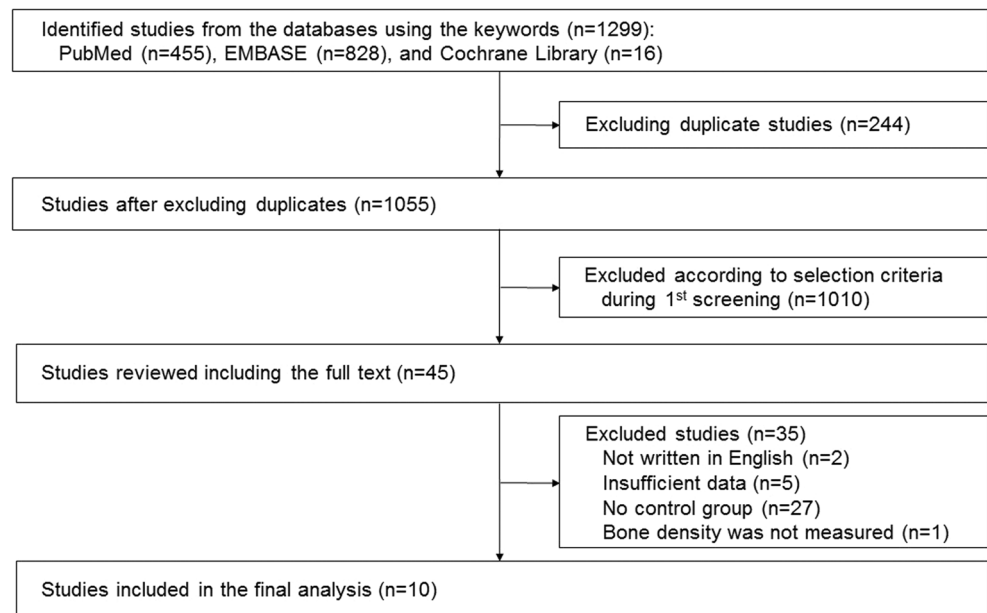 Identified studies from the databases using the keywords (n=1299):
PubMed (n=455), EMBASE (n=828), and Cochrane Library (n=16)
Excluding duplicate studies (n=244)
Studies after excluding duplicates (n=1055)
Excluded according to selection criteria
during 1st screening (n=1010)
Studies reviewed including the full text (n=45)
Excluded studies (n=35)
Not written in English (n=2)
Insufficient data (n=5)
No control group (n=27)
Bone density was not measured (n=1)
Studies included in the final analysis (n=10)